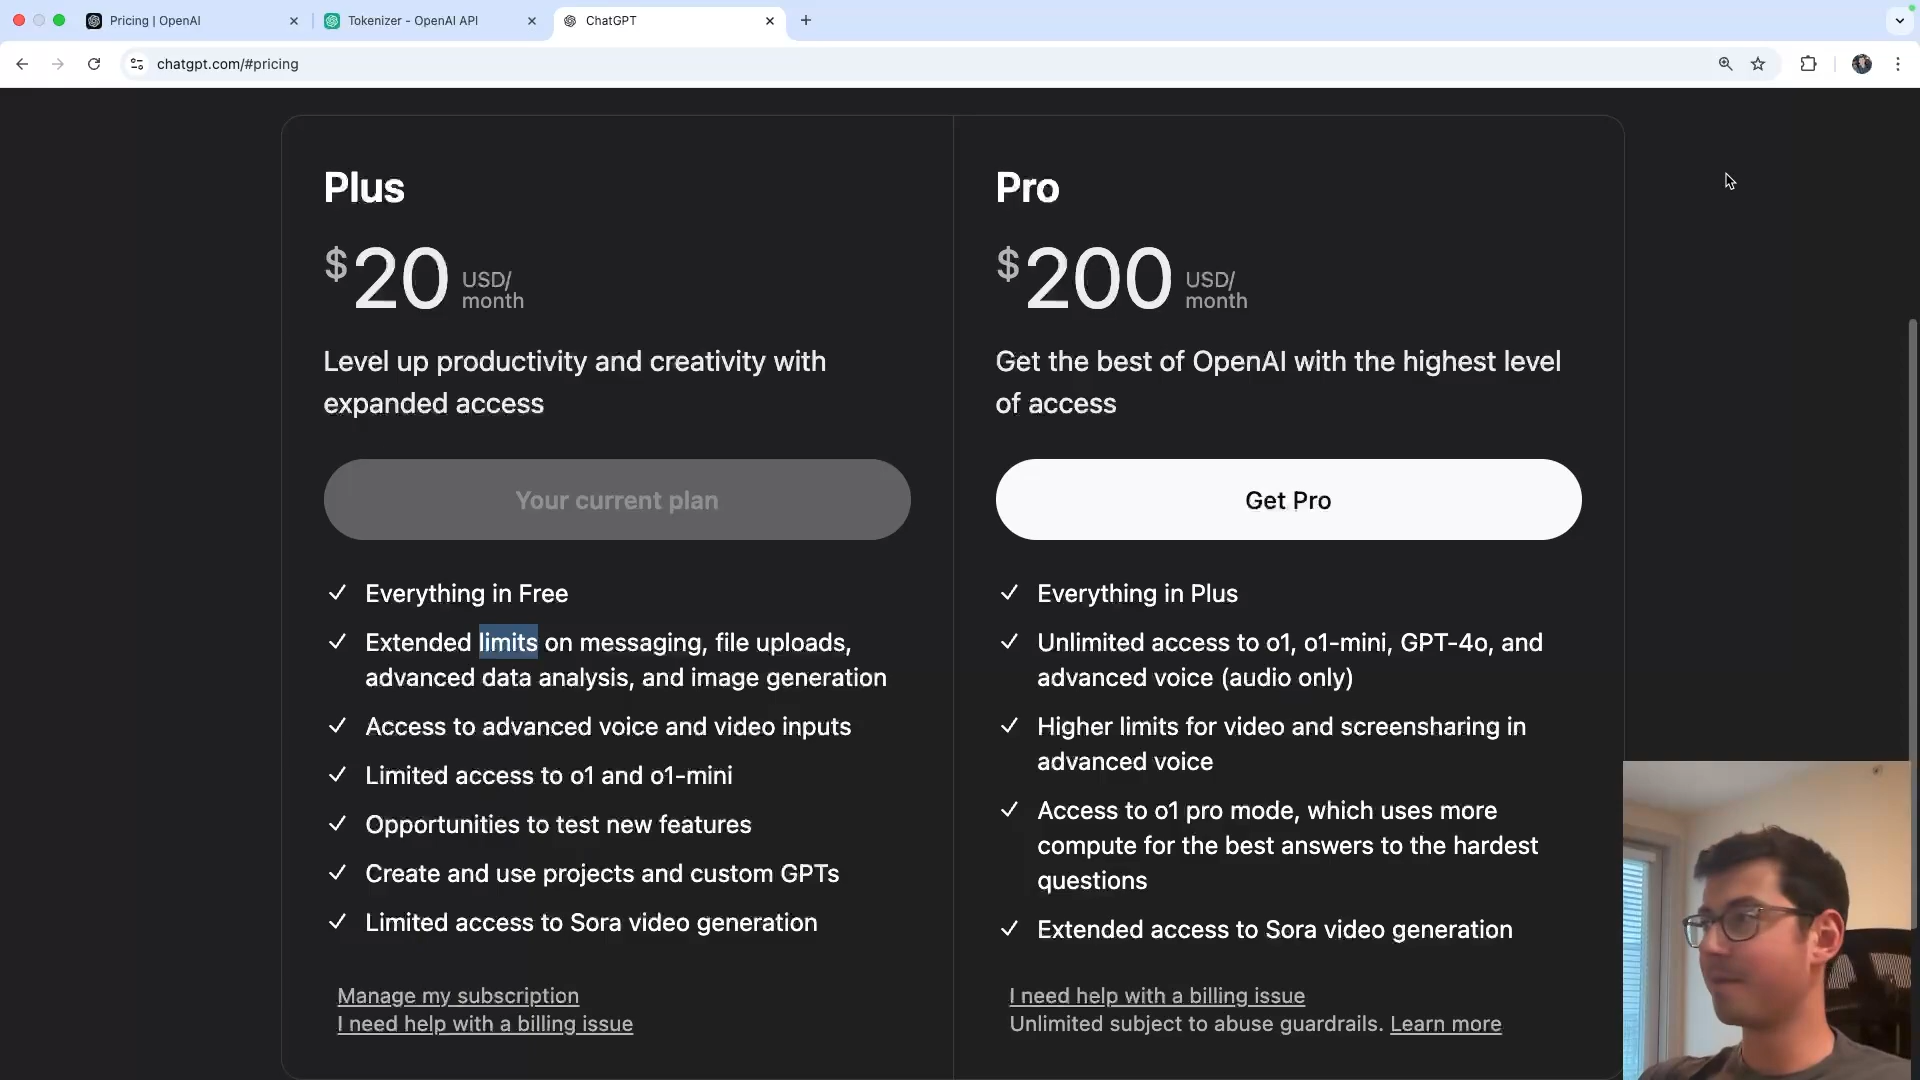 Pricing | OpenAI
Tokenizer - OpenAI API
ChatGPT
chatgpt.com/#pricing
Plus
$20 USD/
month
Level up productivity and creativity with
expanded access
Your current plan
Everything in Free
Extended limits on messaging, file uploads,
advanced data analysis, and image generation
Access to advanced voice and video inputs
Limited access to o1 and o1-mini
Opportunities to test new features
Create and use projects and custom GPTs
Limited access to Sora video generation
Manage my subscription
I need help with a billing issue
Pro
$200 USD/
month
Get the best of OpenAI with the highest level
of access
Get Pro
Everything in Plus
Unlimited access to o1, o1-mini, GPT-4o, and
advanced voice (audio only)
Higher limits for video and screensharing in
advanced voice
Access to o1 pro mode, which uses more
compute for the best answers to the hardest
questions
Extended access to Sora video generation
I need help with a billing issue
Unlimited subject to abuse guardrails. Learn more